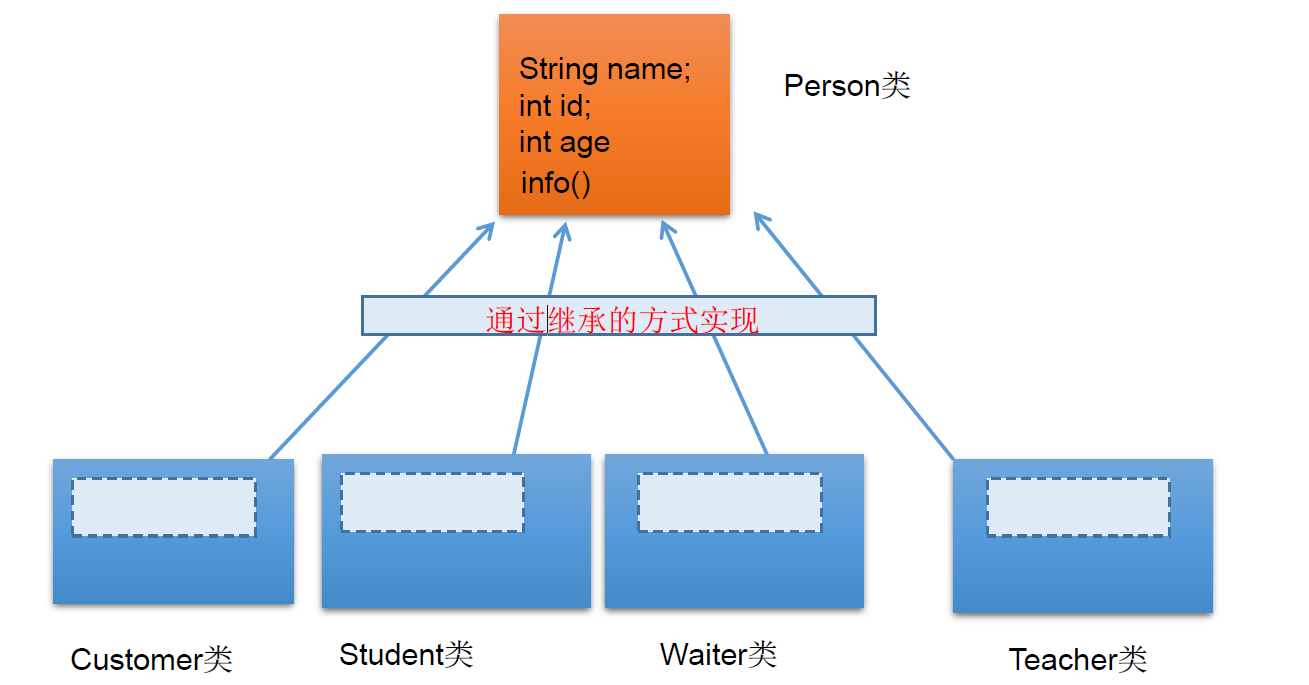 String name;
int id;
int age
info()
Person类
通过继承的方式实现
Customer类
Student类
Waiter类
Teacher类